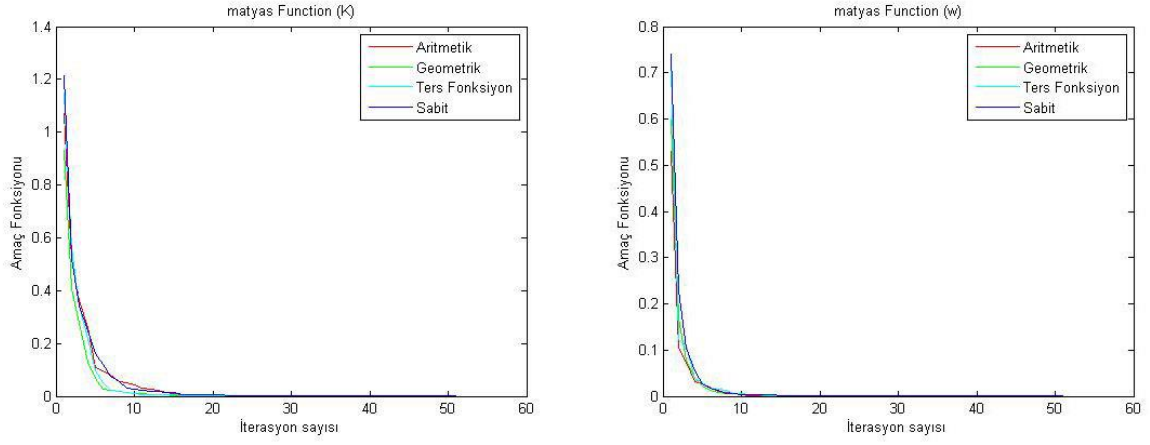 matyas Function (K)
1.4
1.2
1
0.8
0.6
0.4
0.2
0
Amaç Fonksiyonu
Aritmetik
Geometrik
Ters Fonksiyon
Sabit
0 10 20 30 40 50 60
İterasyon sayısı
matyas Function (w)
0.8
0.7
0.6
0.5
0.4
0.3
0.2
0.1
0
Amaç Fonksiyonu
Aritmetik
Geometrik
Ters Fonksiyon
Sabit
0 10 20 30 40 50 60
İterasyon sayısı